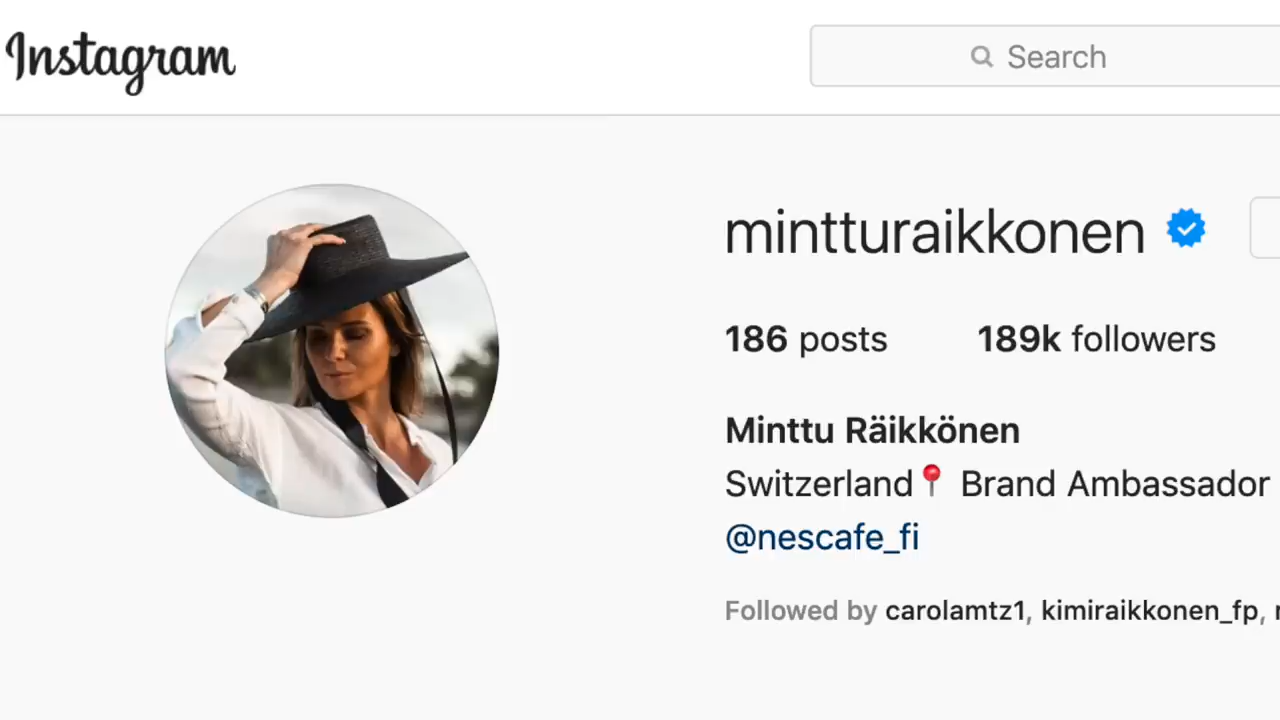 Instagram
Search
mintturaikkonen
186 posts 189k followers
Minttu Räikkönen
Switzerland📍 Brand Ambassador
@nescafe_fi
Followed by carolamtz1, kimiraikkonen_fp,